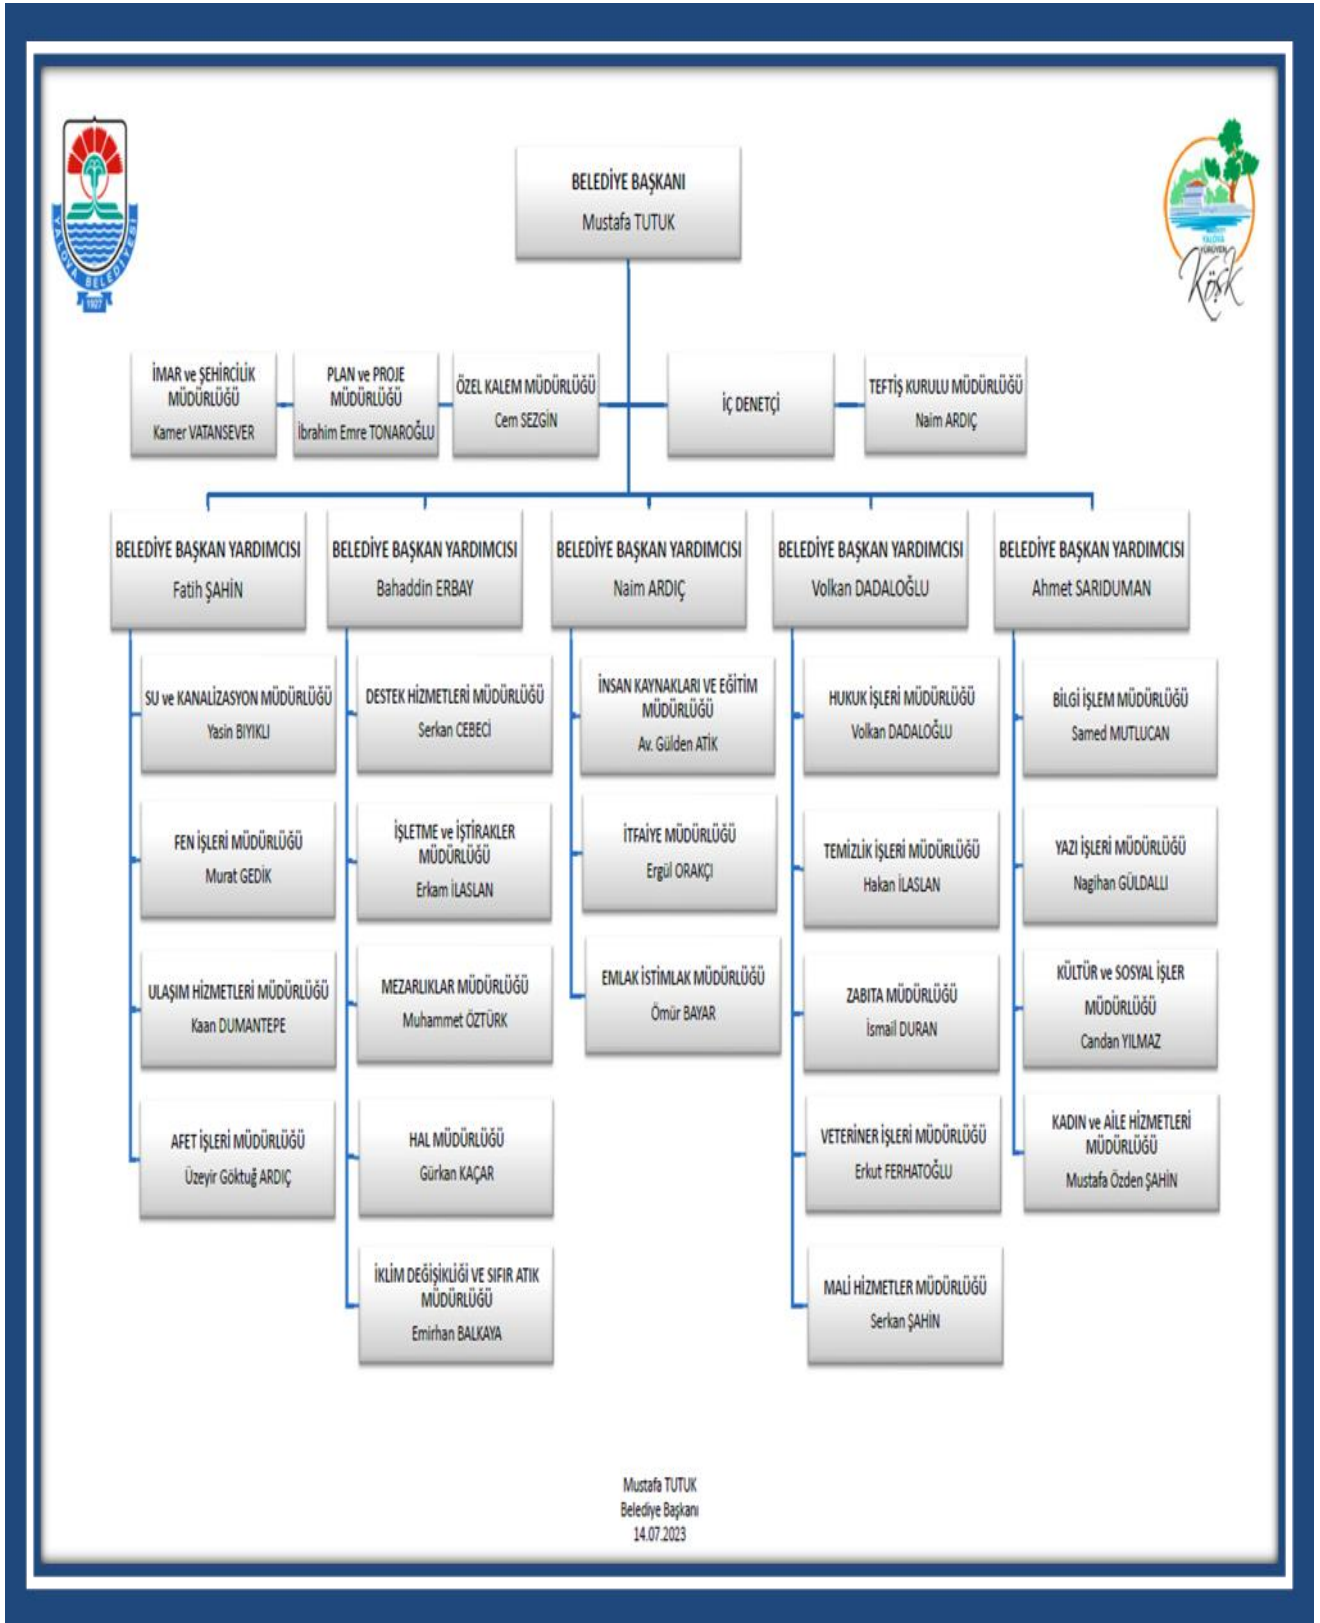 BELEDİYE BAŞKANI
Mustafa TUTUK
YALOVA BELEDİYESİ
1927
YALOVA
YÜRÜYEN
Köşk
İMAR ve ŞEHİRCİLİK
MÜDÜRLÜĞÜ
Kamer VATANSEVER
PLAN ve PROJE
MÜDÜRLÜĞÜ
İbrahim Emre TONAROĞLU
ÖZEL KALEM MÜDÜRLÜĞÜ
Cem SEZGİN
İÇ DENETÇİ
TEFTİŞ KURULU MÜDÜRLÜĞÜ
Naim ARDIÇ
BELEDİYE BAŞKAN YARDIMCISI
Fatih ŞAHİN
BELEDİYE BAŞKAN YARDIMCISI
Bahaddin ERBAY
BELEDİYE BAŞKAN YARDIMCISI
Naim ARDIÇ
BELEDİYE BAŞKAN YARDIMCISI
Volkan DADALOĞLU
BELEDİYE BAŞKAN YARDIMCISI
Ahmet SARIDUMAN
SU ve KANALİZASYON MÜDÜRLÜĞÜ
Yasin BIYIKLI
FEN İŞLERİ MÜDÜRLÜĞÜ
Murat GEDİK
ULAŞIM HİZMETLERİ MÜDÜRLÜĞÜ
Kaan DUMANTEPE
AFET İŞLERİ MÜDÜRLÜĞÜ
Üzeyir Göktuğ ARDIÇ
DESTEK HİZMETLERİ MÜDÜRLÜĞÜ
Serkan CEBECİ
İŞLETME ve İŞTİRAKLER
MÜDÜRLÜĞÜ
Erkam İLASLAN
MEZARLIKLAR MÜDÜRLÜĞÜ
Muhammet ÖZTÜRK
HAL MÜDÜRLÜĞÜ
Gürkan KAÇAR
İKLİM DEĞİŞİKLİĞİ VE SIFIR ATIK
MÜDÜRLÜĞÜ
Emirhan BALKAYA
İNSAN KAYNAKLARI VE EĞİTİM
MÜDÜRLÜĞÜ
Av. Gülden ATİK
İTFAİYE MÜDÜRLÜĞÜ
Ergül ORAKÇI
EMLAK İSTİMLAK MÜDÜRLÜĞÜ
Ömür BAYAR
HUKUK İŞLERİ MÜDÜRLÜĞÜ
Volkan DADALOĞLU
TEMİZLİK İŞLERİ MÜDÜRLÜĞÜ
Hakan İLASLAN
ZABITA MÜDÜRLÜĞÜ
İsmail DURAN
VETERİNER İŞLERİ MÜDÜRLÜĞÜ
Erkut FERHATOĞLU
MALİ HİZMETLER MÜDÜRLÜĞÜ
Serkan ŞAHİN
BİLGİ İŞLEM MÜDÜRLÜĞÜ
Samed MUTLUCAN
YAZI İŞLERİ MÜDÜRLÜĞÜ
Nagihan GÜLDALLI
KÜLTÜR ve SOSYAL İŞLER
MÜDÜRLÜĞÜ
Candan YILMAZ
KADIN ve AİLE HİZMETLERİ
MÜDÜRLÜĞÜ
Mustafa Özden ŞAHİN
Mustafa TUTUK
Belediye Başkanı
14.07.2023